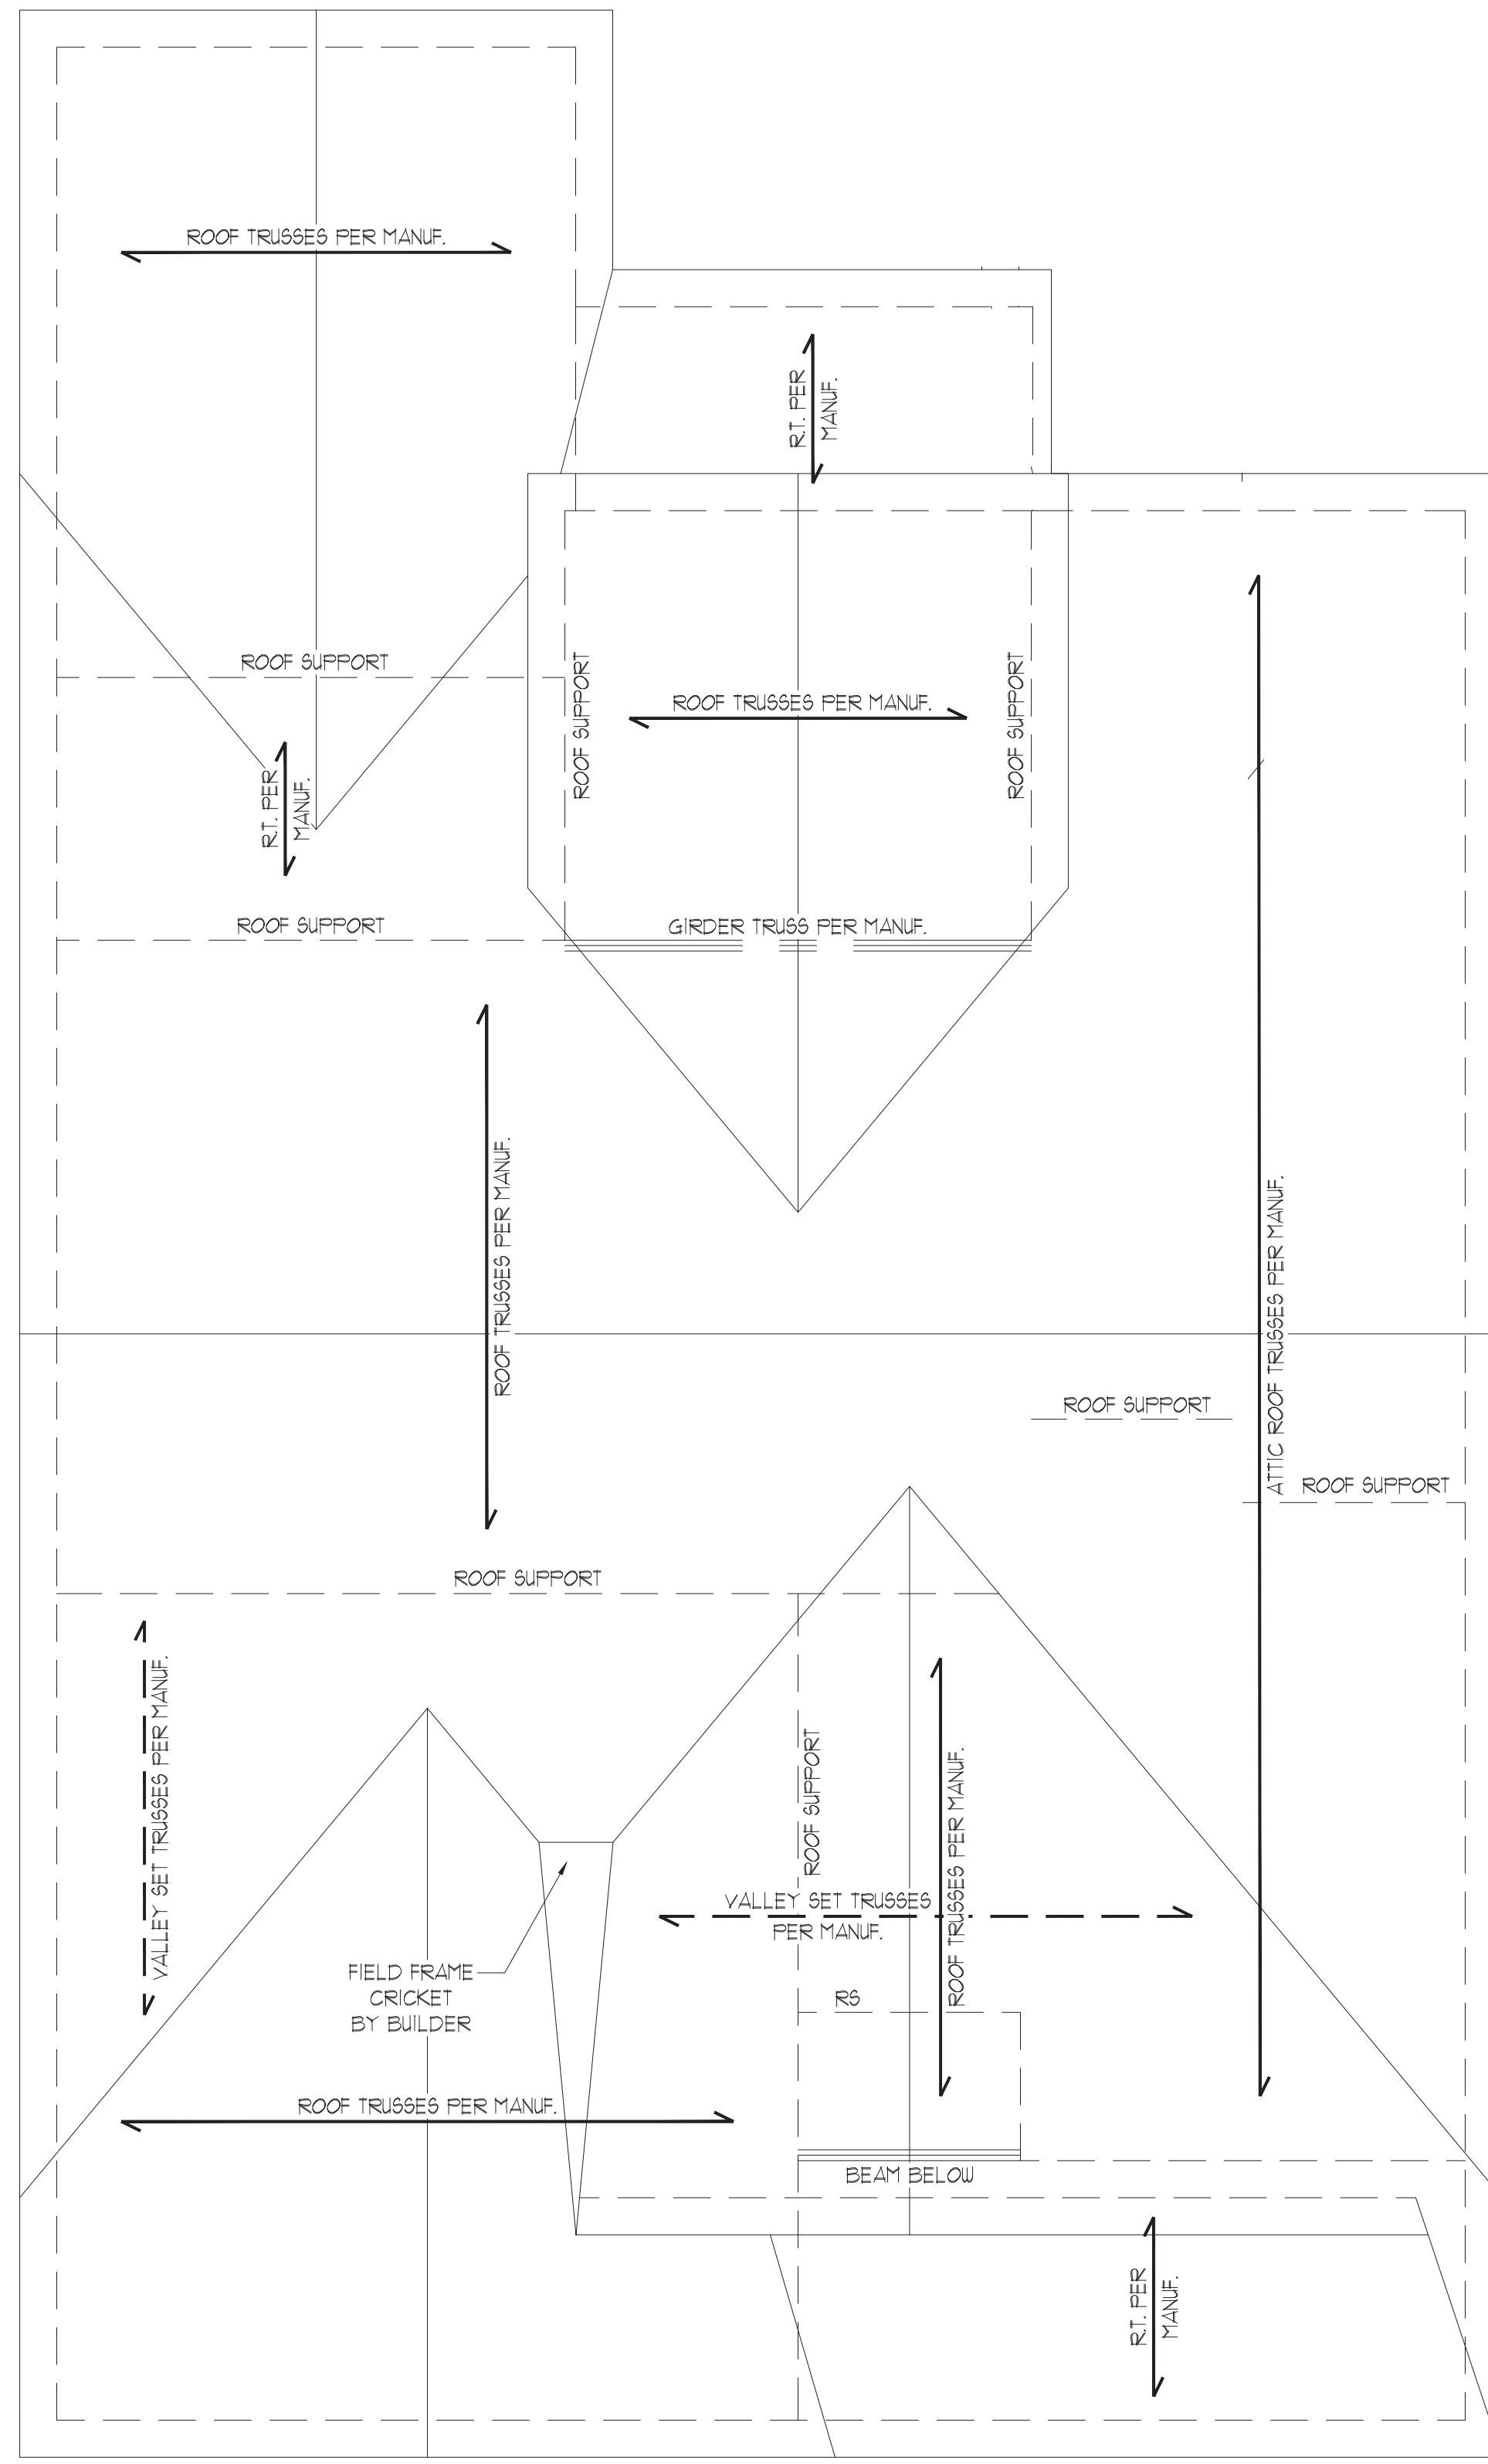 ROOF TRUSSES PER MANUF.
R.T. PER
MANUF.
ROOF SUPPORT
ROOF SUPPORT
ROOF TRUSSES PER MANUF.
ROOF SUPPORT
R.T. PER
MANUF.
ROOF SUPPORT
GIRDER TRUSS PER MANUF.
ROOF TRUSSES PER MANUF.
ATTIC ROOF TRUSSES PER MANUF.
ROOF SUPPORT
ROOF SUPPORT
ROOF SUPPORT
VALLEY SET TRUSSES PER MANUF.
ROOF SUPPORT
ROOF TRUSSES PER MANUF.
VALLEY SET TRUSSES
PER MANUF.
FIELD FRAME
CRICKET
BY BUILDER
RS
ROOF TRUSSES PER MANUF.
BEAM BELOW
R.T. PER
MANUF.